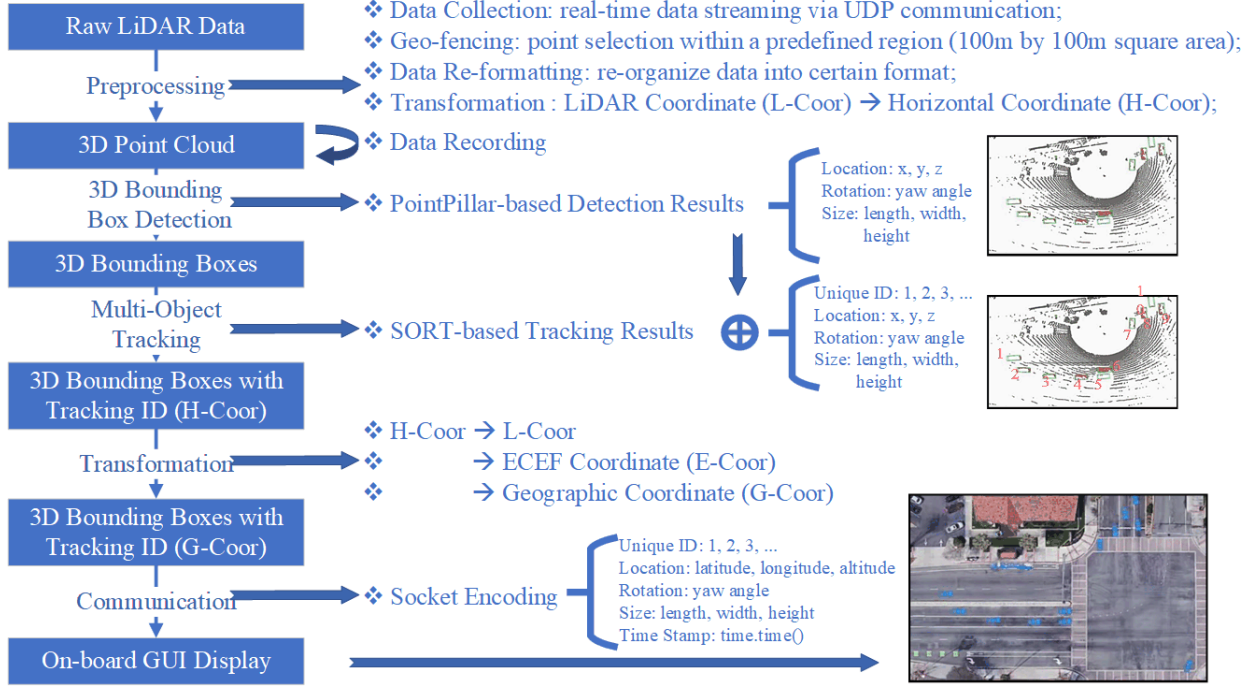 Raw LiDAR Data
❖ Data Collection: real-time data streaming via UDP communication;
❖ Geo-fencing: point selection within a predefined region (100m by 100m square area);
Preprocessing
❖ Data Re-formatting: re-organize data into certain format;
❖ Transformation : LiDAR Coordinate (L-Coor) → Horizontal Coordinate (H-Coor);
3D Point Cloud
❖ Data Recording
3D Bounding
Box Detection
❖ PointPillar-based Detection Results
Location: x, y, z
Rotation: yaw angle
Size: length, width,
height
3D Bounding Boxes
Multi-Object
Tracking
❖ SORT-based Tracking Results
Unique ID: 1, 2, 3, ...
Location: x, y, z
Rotation: yaw angle
Size: length, width,
height
1
7
1
2
3
4
5
3D Bounding Boxes with
Tracking ID (H-Coor)
Transformation
❖ H-Coor → L-Coor
❖ → ECEF Coordinate (E-Coor)
❖ → Geographic Coordinate (G-Coor)
3D Bounding Boxes with
Tracking ID (G-Coor)
Communication
❖ Socket Encoding
Unique ID: 1, 2, 3, ...
Location: latitude, longitude, altitude
Rotation: yaw angle
Size: length, width, height
Time Stamp: time.time()
On-board GUI Display